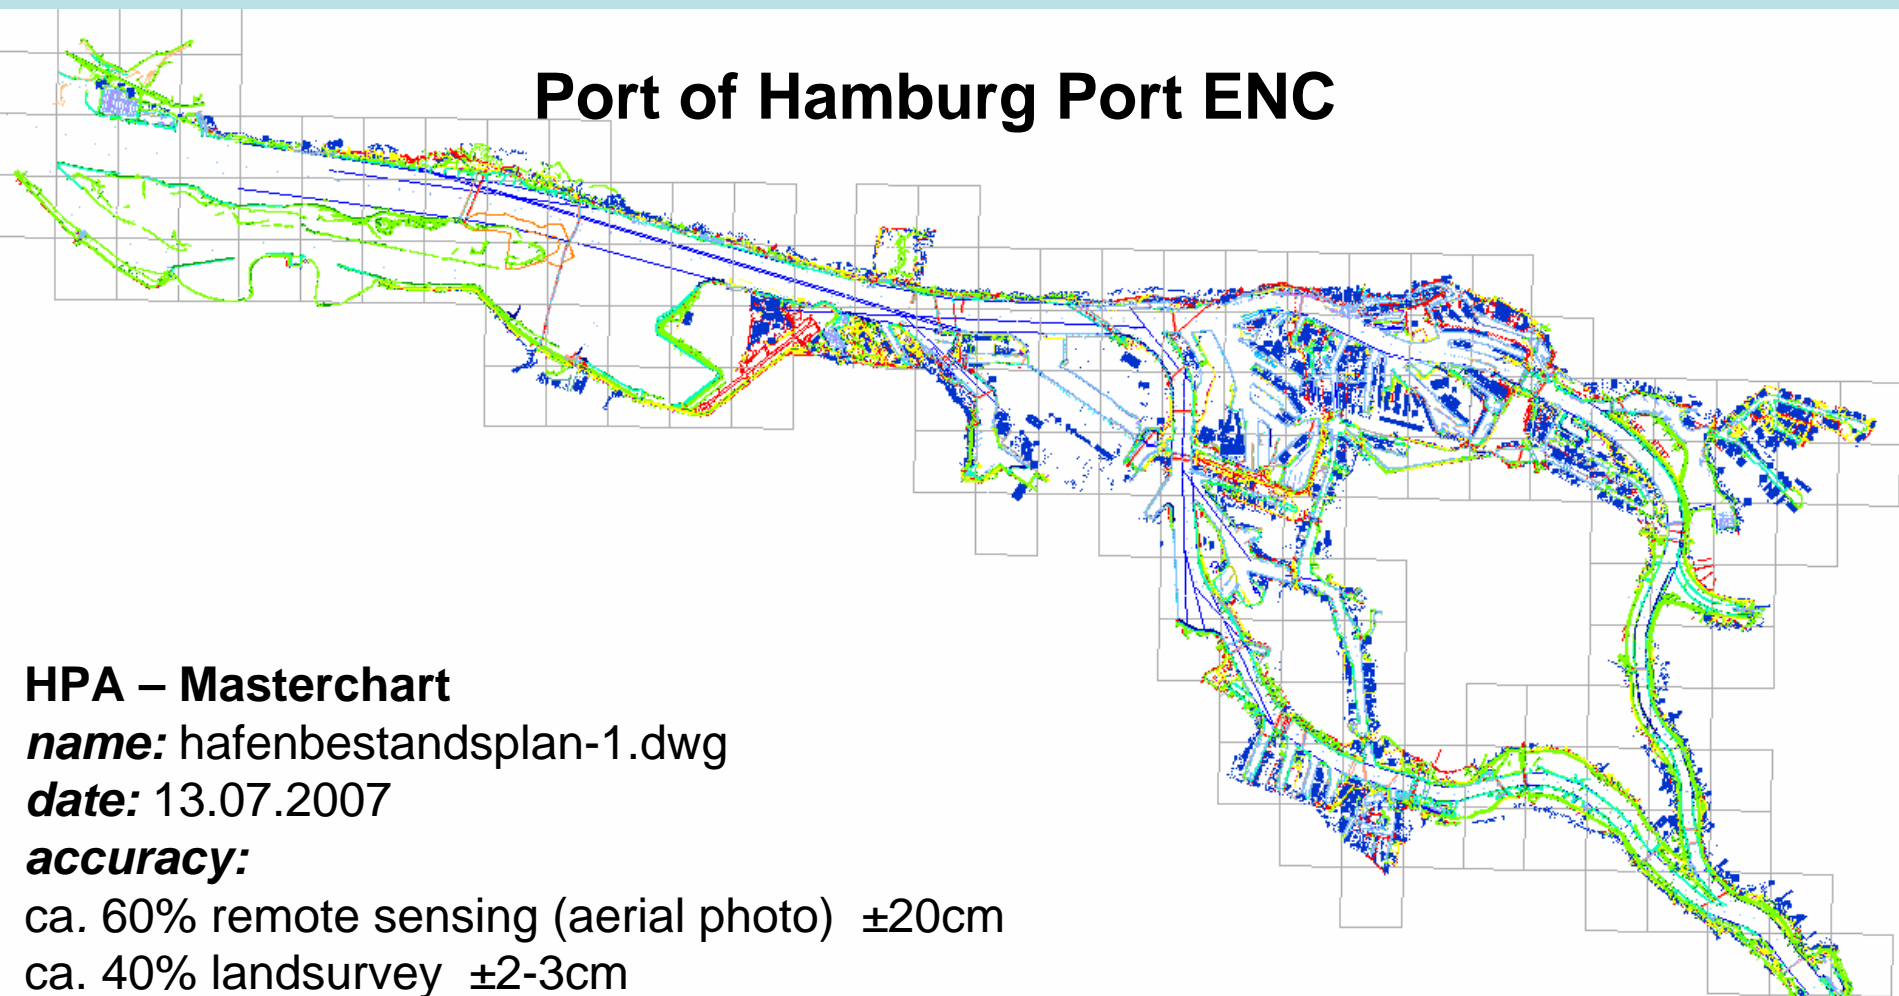 Port of Hamburg Port ENC
HPA – Masterchart
name: hafenbestandsplan-1.dwg
date: 13.07.2007
accuracy:
ca. 60% remote sensing (aerial photo) ±20cm
ca. 40% landsurvey ±2-3cm